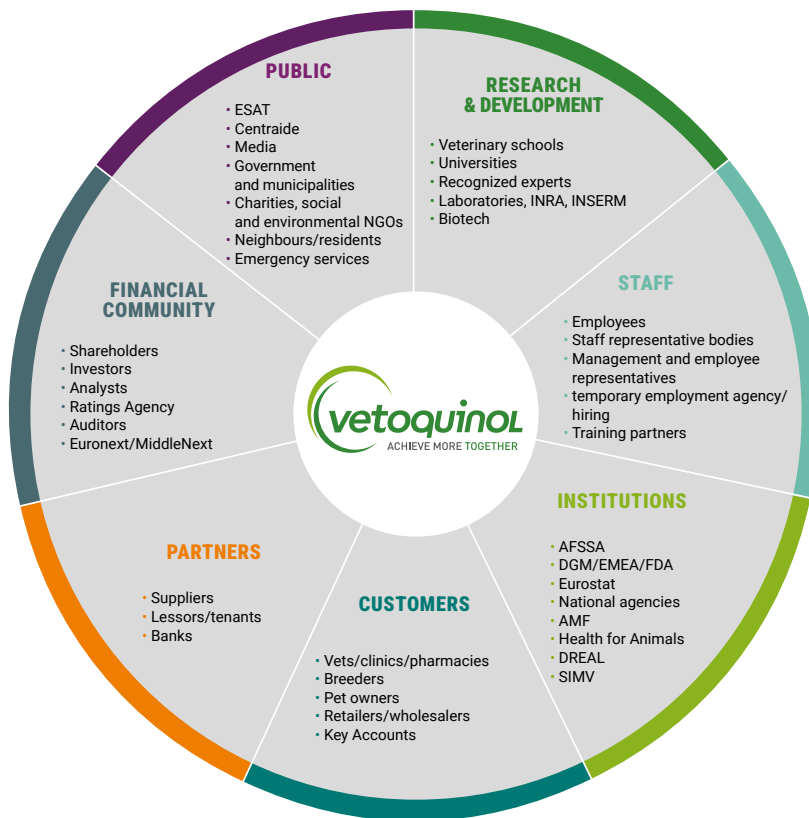 PUBLIC
• ESAT
• Centraide
• Media
• Government
and municipalities
• Charities, social
and environmental NGOs
• Neighbours/residents
• Emergency services
RESEARCH
& DEVELOPMENT
• Veterinary schools
• Universities
• Recognized experts
• Laboratories, INRA, INSERM
• Biotech
STAFF
• Employees
• Staff representative bodies
• Management and employee
representatives
• temporary employment agency/
hiring
• Training partners
INSTITUTIONS
• AFSSA
• DGM/EMEA/FDA
• Eurostat
• National agencies
• AMF
• Health for Animals
• DREAL
• SIMV
CUSTOMERS
• Vets/clinics/pharmacies
• Breeders
• Pet owners
• Retailers/wholesalers
• Key Accounts
PARTNERS
• Suppliers
• Lessors/tenants
• Banks
FINANCIAL
COMMUNITY
• Shareholders
• Investors
• Analysts
• Ratings Agency
• Auditors
• Euronext/MiddleNext
vetoquinol
ACHIEVE MORE TOGETHER